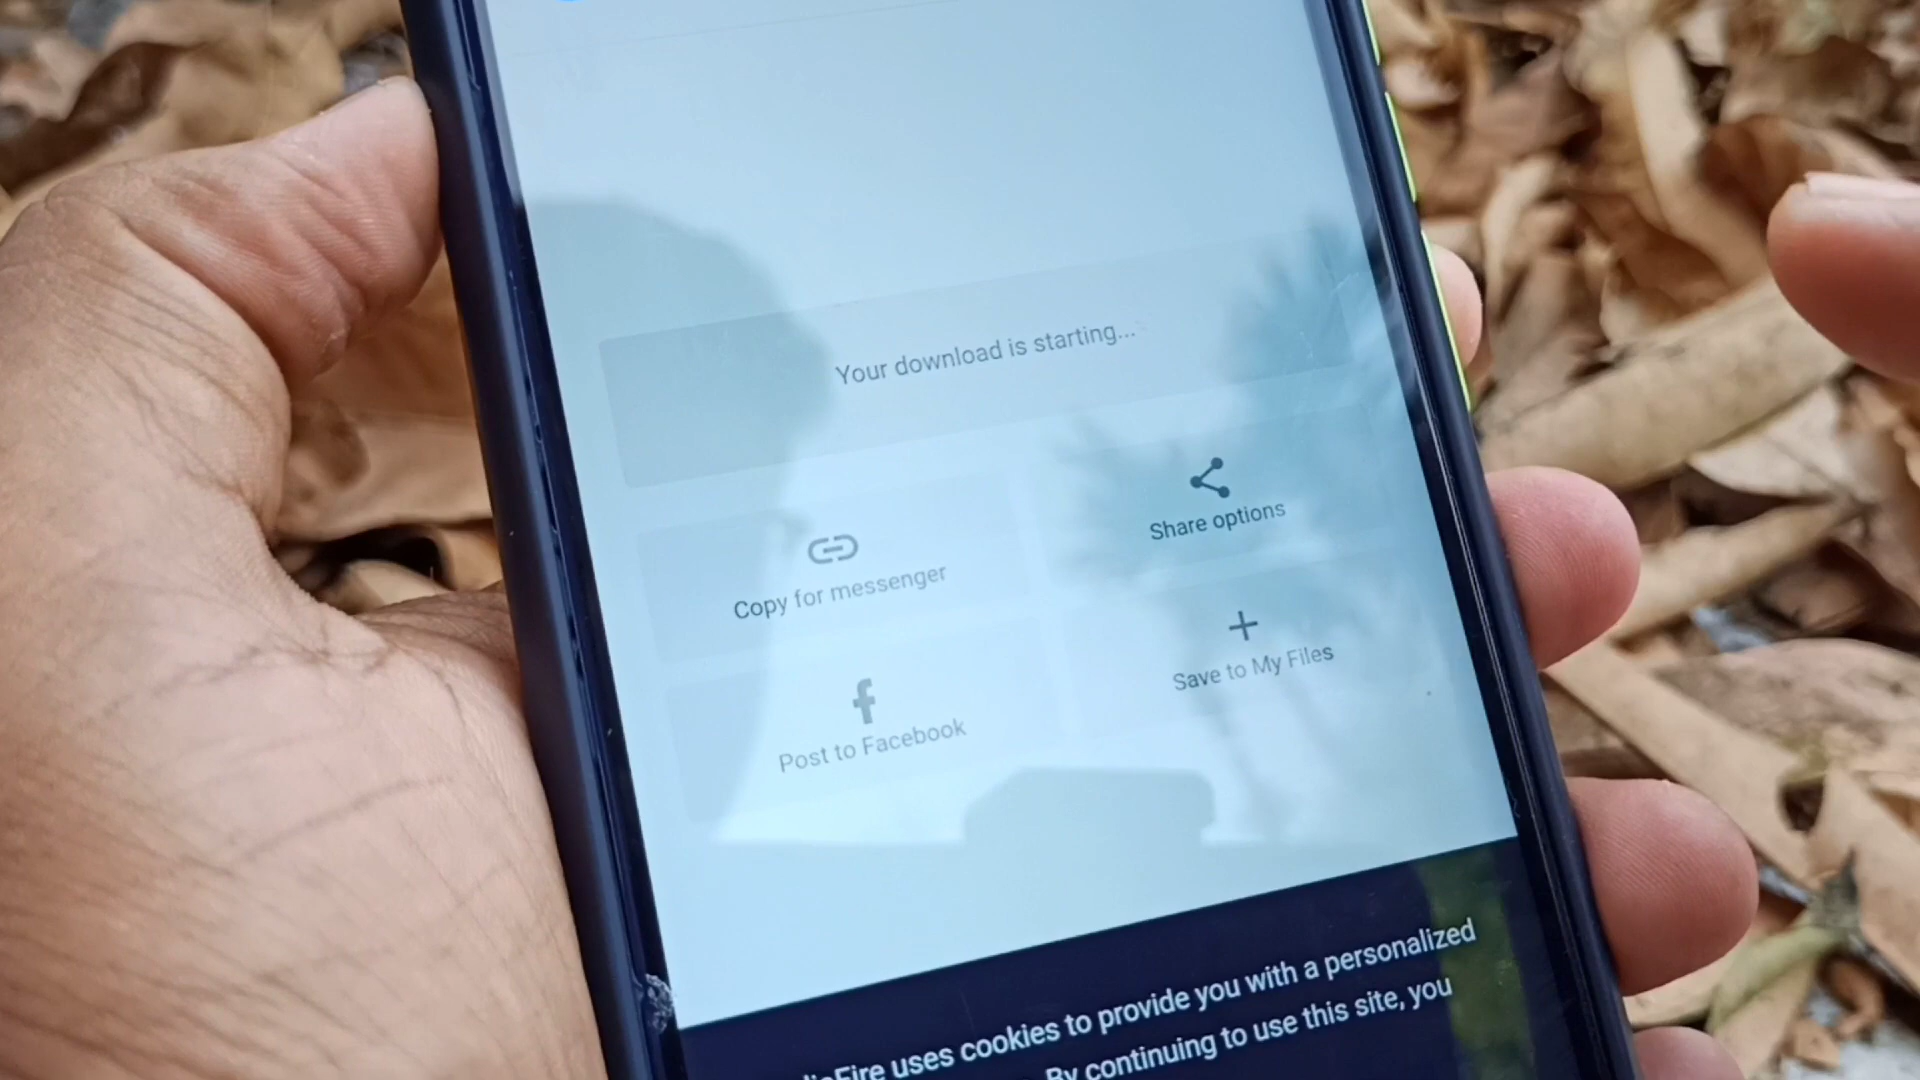 Your download is starting...
Share options
Copy for messenger
Save to My Files
Post to Facebook
uses cookies to provide you with a personalized
By continuing to use this site, you